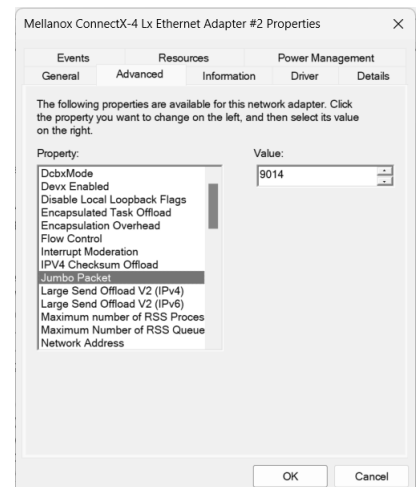 Mellanox ConnectX-4 Lx Ethernet Adapter #2 Properties
Events Resources Power Management
General Advanced Information Driver Details
The following properties are available for this network adapter. Click
the property you want to change on the left, and then select its value
on the right.
Property: Value:
DcbxMode
Devx Enabled
Disable Local Loopback Flags
Encapsulated Task Offload
Encapsulation Overhead
Flow Control
Interrupt Moderation
IPV4 Checksum Offload
Jumbo Packet
Large Send Offload V2 (IPv4)
Large Send Offload V2 (IPv6)
Maximum number of RSS Proces
Maximum Number of RSS Queue
Network Address
9014
OK Cancel